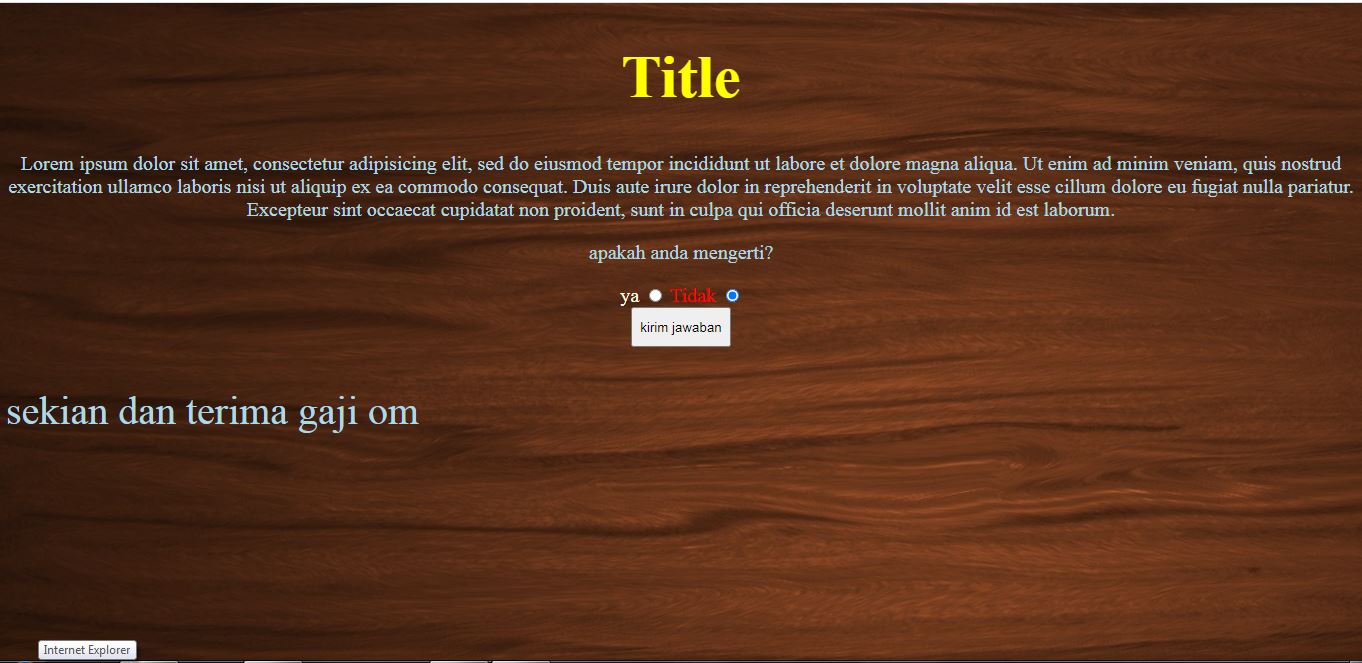 Title
Lorem ipsum dolor sit amet, consectetur adipisicing elit, sed do eiusmod tempor incididunt ut labore et dolore magna aliqua. Ut enim ad minim veniam, quis nostrud
exercitation ullamco laboris nisi ut aliquip ex ea commodo consequat. Duis aute irure dolor in reprehenderit in voluptate velit esse cillum dolore eu fugiat nulla pariatur.
Excepteur sint occaecat cupidatat non proident, sunt in culpa qui officia deserunt mollit anim id est laborum.
apakah anda mengerti?
ya Tidak
kirim jawaban
sekian dan terima gaji om
Internet Explorer